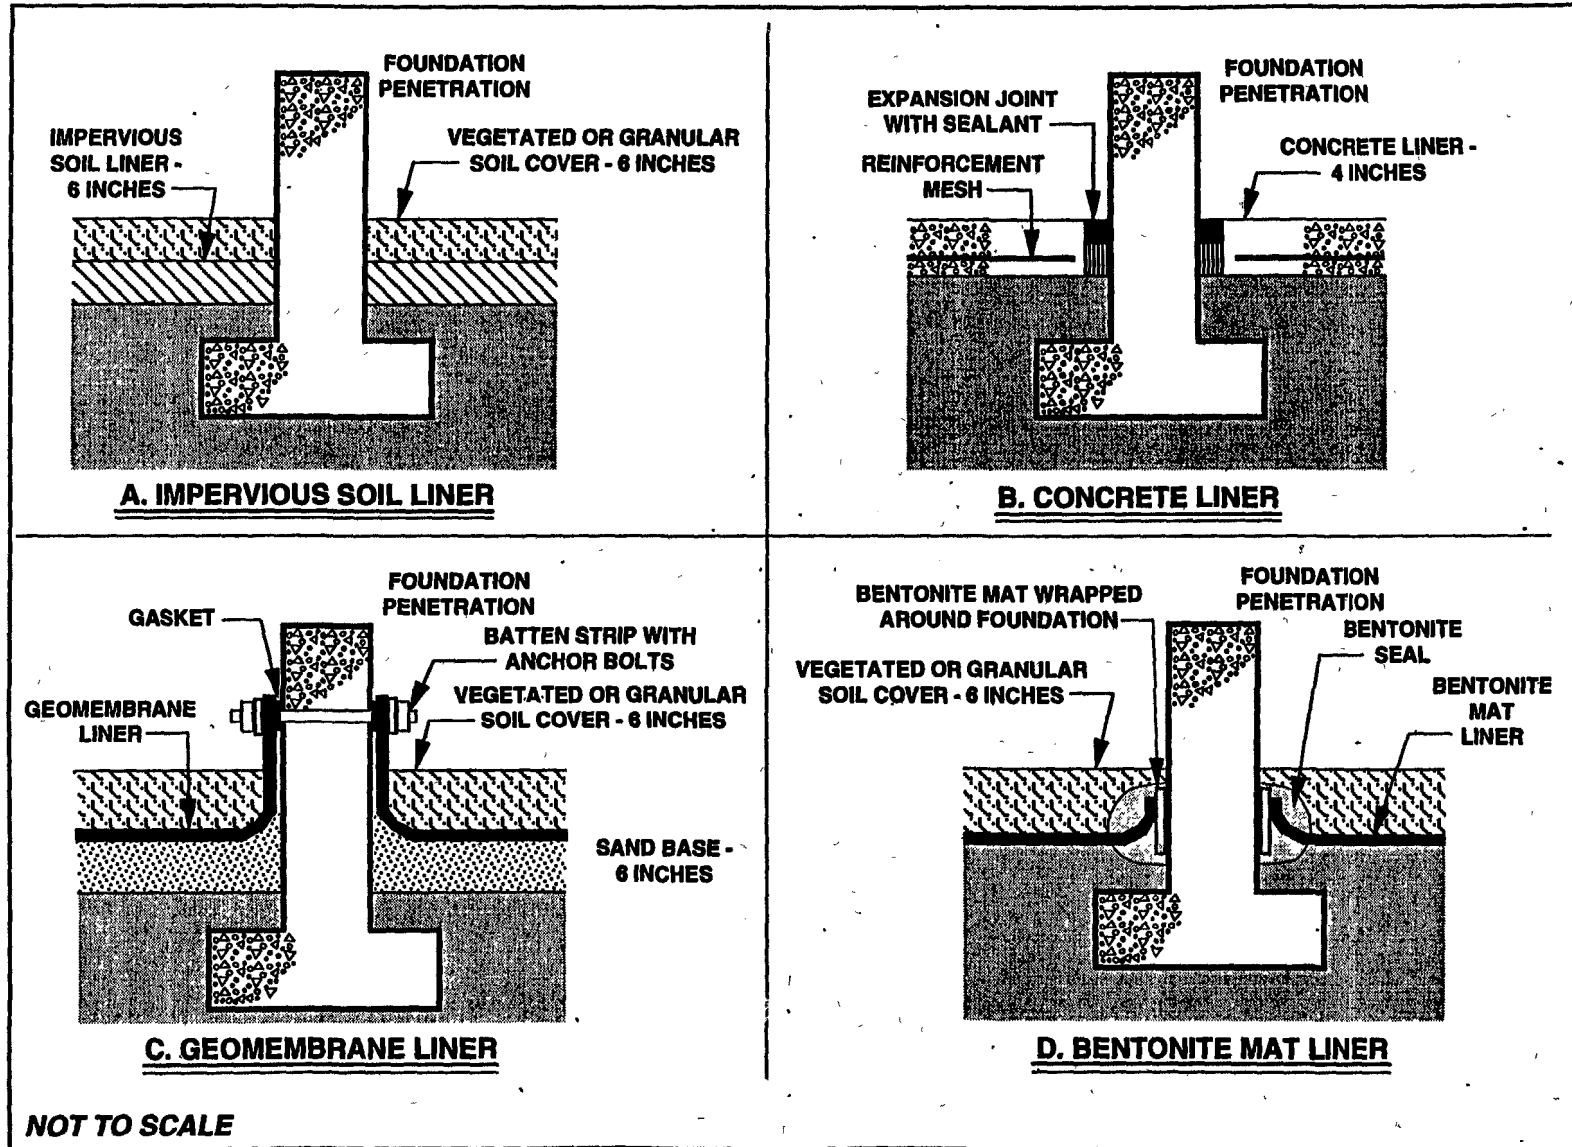 FOUNDATION
PENETRATION
IMPERVIOUS
SOIL LINER -
6 INCHES
VEGETATED OR GRANULAR
SOIL COVER - 6 INCHES
A. IMPERVIOUS SOIL LINER
FOUNDATION
PENETRATION
EXPANSION JOINT
WITH SEALANT
REINFORCEMENT
MESH
CONCRETE LINER -
4 INCHES
B. CONCRETE LINER
FOUNDATION
PENETRATION
GASKET
BATTEN STRIP WITH
ANCHOR BOLTS
VEGETATED OR GRANULAR
SOIL COVER - 6 INCHES
GEOMEMBRANE
LINER
SAND BASE -
6 INCHES
C. GEOMEMBRANE LINER
FOUNDATION
PENETRATION
BENTONITE MAT WRAPPED
AROUND FOUNDATION
BENTONITE
SEAL
VEGETATED OR GRANULAR
SOIL COVER - 6 INCHES
BENTONITE
MAT
LINER
D. BENTONITE MAT LINER
NOT TO SCALE